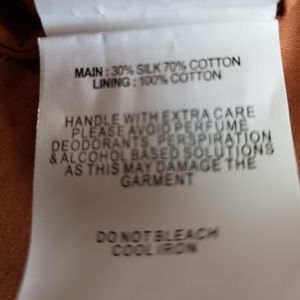 MAIN : 30% SILK 70% COTTON
LINING : 100% COTTON
HANDLE WITH EXTRA CARE
PLEASE AVOID PERFUME
DEODORANTS, PERSPIRATION
& ALCOHOL BASED SOLUTIONS
AS THIS MAY DAMAGE THE
GARMENT
DO NOT BLEACH
COOL IRON